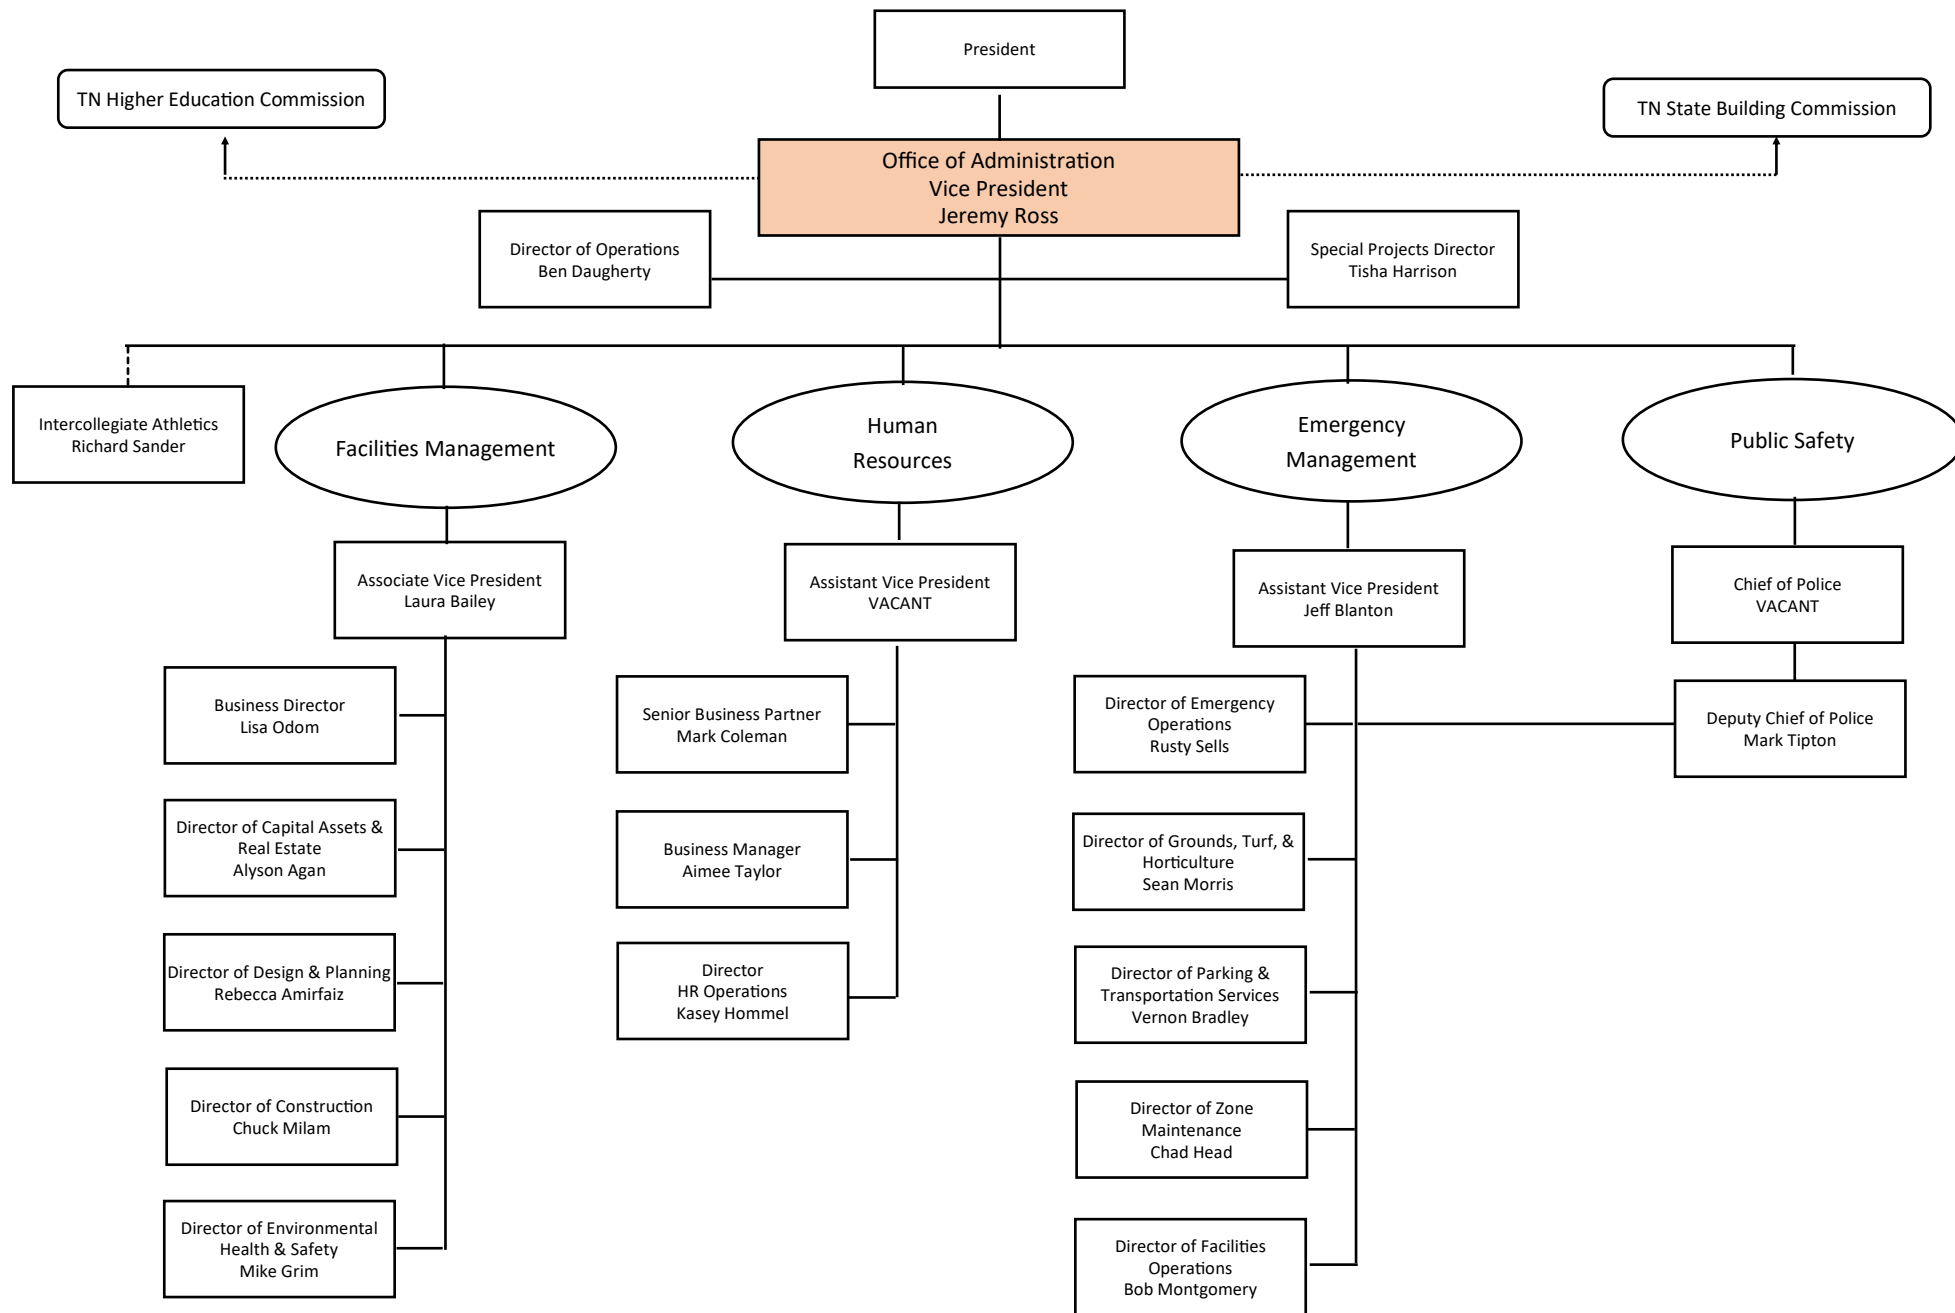 President
TN Higher Education Commission
TN State Building Commission
Office of Administration
Vice President
Jeremy Ross
Director of Operations
Ben Daugherty
Special Projects Director
Tisha Harrison
Intercollegiate Athletics
Richard Sander
Facilities Management
Human
Resources
Emergency
Management
Public Safety
Associate Vice President
Laura Bailey
Assistant Vice President
VACANT
Assistant Vice President
Jeff Blanton
Chief of Police
VACANT
Business Director
Lisa Odom
Senior Business Partner
Mark Coleman
Director of Emergency
Operations
Rusty Sells
Deputy Chief of Police
Mark Tipton
Director of Capital Assets &
Real Estate
Alyson Agan
Business Manager
Aimee Taylor
Director of Grounds, Turf, &
Horticulture
Sean Morris
Director of Design & Planning
Rebecca Amirfaiz
Director
HR Operations
Kasey Hommel
Director of Parking &
Transportation Services
Vernon Bradley
Director of Construction
Chuck Milam
Director of Zone
Maintenance
Chad Head
Director of Environmental
Health & Safety
Mike Grim
Director of Facilities
Operations
Bob Montgomery